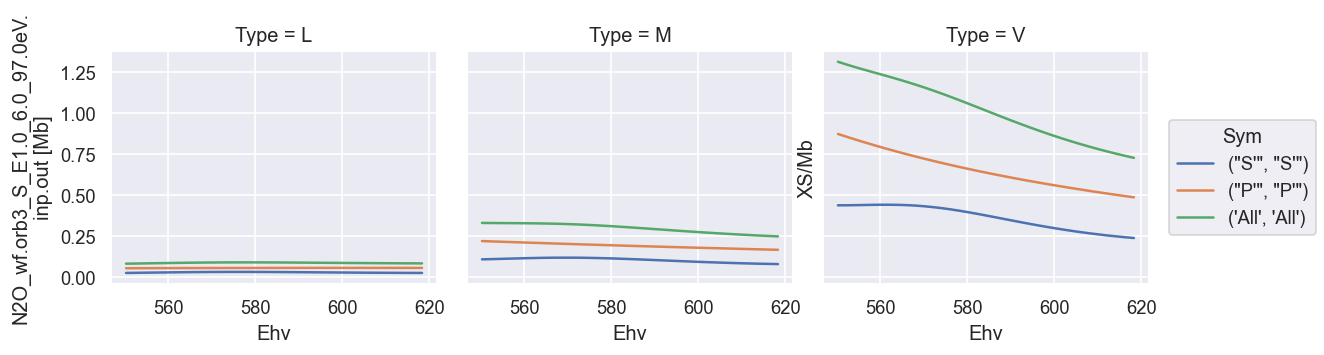 N2O_wf.orb3_S_E1.0_6.0_97.0eV.
inp.out [Mb]
Type = L
Type = M
Type = V
1.25
1.00
0.75
0.50
0.25
0.00
560 580 600 620
Ehv
560 580 600 620
Ehv
XS/Mb
560 580 600 620
Ehv
Sym
("S'", "S'")
("P'", "P'")
('All', 'All')